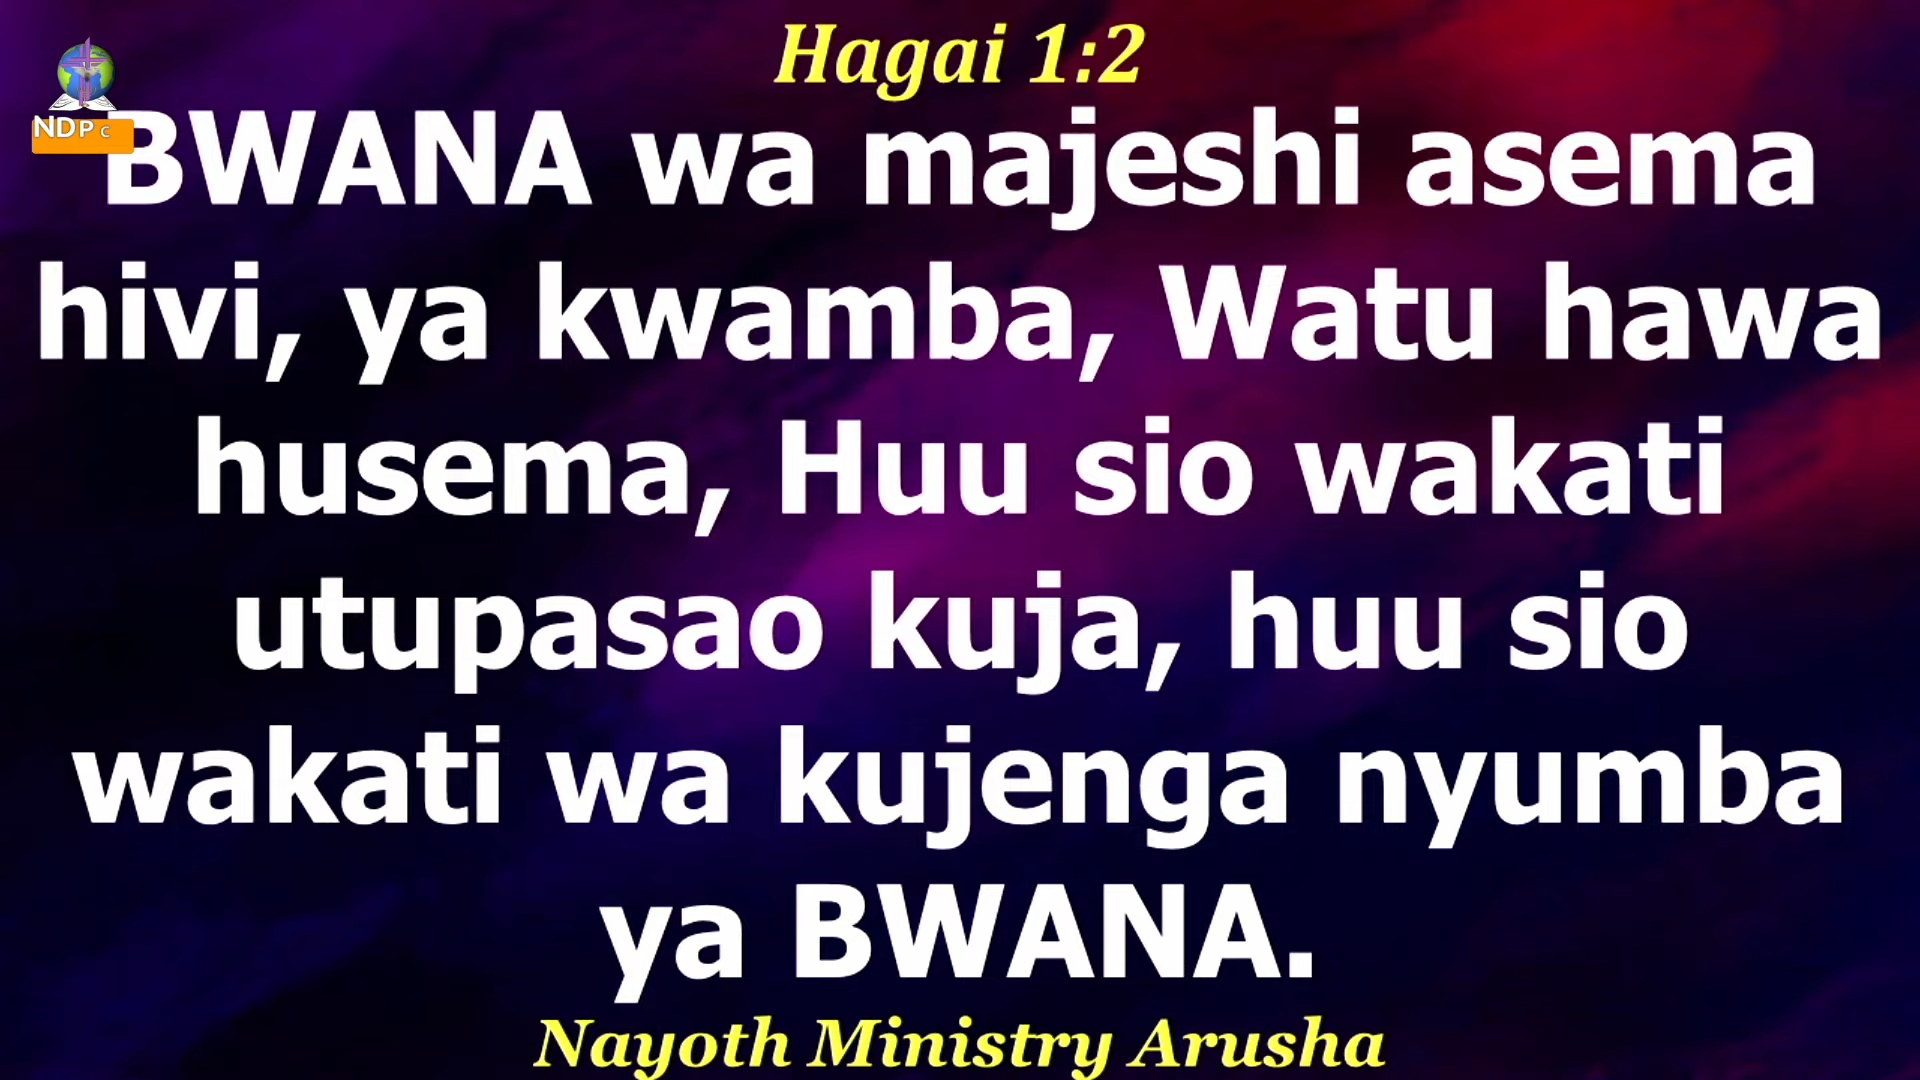 Hagai 1:2
NDP C
BWANA wa majeshi asema
hivi, ya kwamba, Watu hawa
husema, Huu sio wakati
utupasao kuja, huu sio
wakati wa kujenga nyumba
ya BWANA.
Nayoth Ministry Arusha